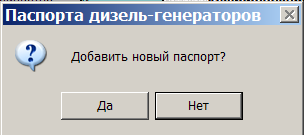 Паспорта дизель-генераторов
Добавить новый паспорт?
Да
Нет